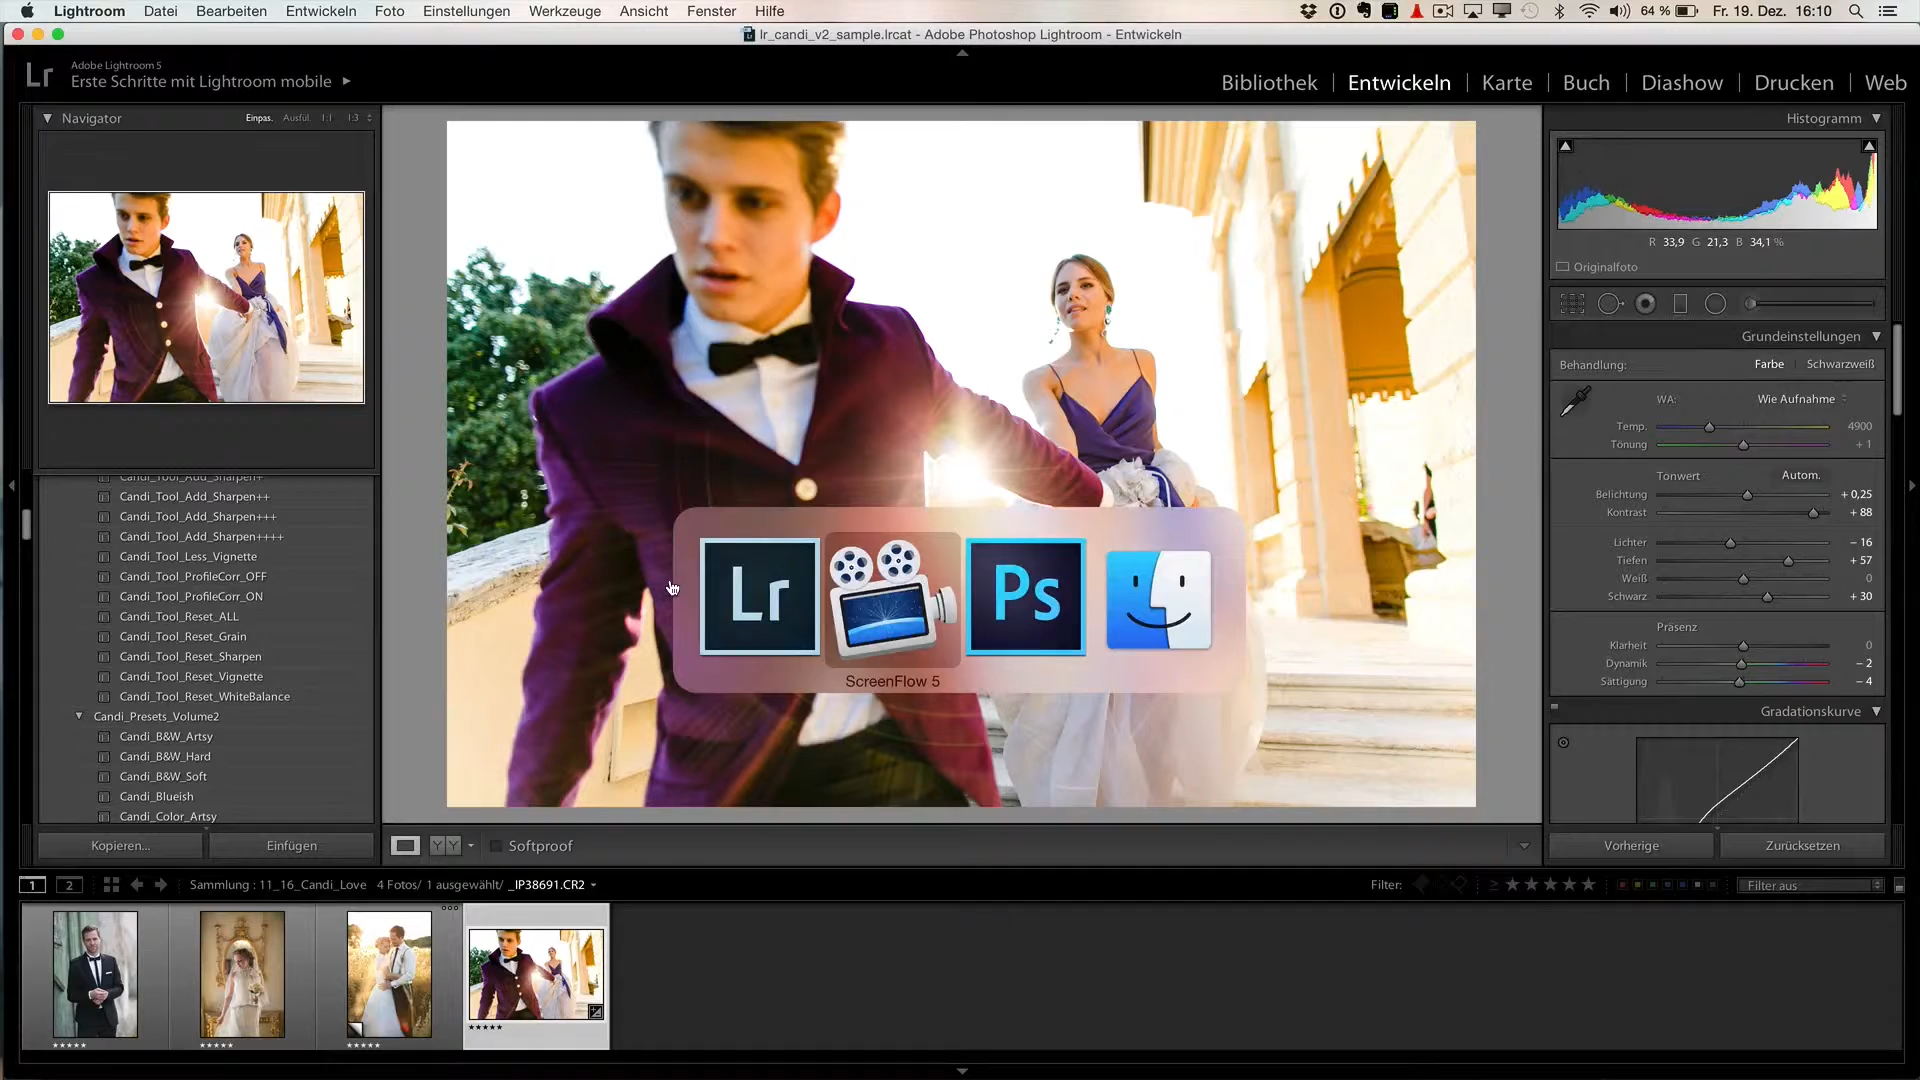 Lightroom Datei Bearbeiten Entwickeln Foto Einstellungen Werkzeuge Ansicht Fenster Hilfe 64 % Fr. 19. Dez. 16:10
lr_candi_v2_sample.lrcat - Adobe Photoshop Lightroom - Entwickeln
Lr Adobe Lightroom 5
Erste Schritte mit Lightroom mobile
Bibliothek | Entwickeln | Karte | Buch | Diashow | Drucken | Web
Navigator Einpas. Ausfül. 1:1 1:3
Candi_Tool_Add_Sharpen+
Candi_Tool_Add_Sharpen++
Candi_Tool_Add_Sharpen+++
Candi_Tool_Add_Sharpen++++
Candi_Tool_Less_Vignette
Candi_Tool_ProfileCorr_OFF
Candi_Tool_ProfileCorr_ON
Candi_Tool_Reset_ALL
Candi_Tool_Reset_Grain
Candi_Tool_Reset_Sharpen
Candi_Tool_Reset_Vignette
Candi_Tool_Reset_WhiteBalance
Candi_Presets_Volume2
Candi_B&W_Artsy
Candi_B&W_Hard
Candi_B&W_Soft
Candi_Blueish
Candi_Color_Artsy
Kopieren... Einfügen
Lr Ps
ScreenFlow 5
YY Softproof
Histogramm
R 33,9 G 21,3 B 34,1 %
Originalfoto
Grundeinstellungen
Behandlung: Farbe | Schwarzweiß
WA: Wie Aufnahme
Temp. 4900
Tönung + 1
Tonwert Autom.
Belichtung + 0,25
Kontrast + 88
Lichter - 16
Tiefen + 57
Weiß 0
Schwarz + 30
Präsenz
Klarheit 0
Dynamik - 2
Sättigung - 4
Gradationskurve
Vorherige Zurücksetzen
1 2 Sammlung : 11_16_Candi_Love 4 Fotos/ 1 ausgewählt/ _IP38691.CR2 Filter: ≥ ★★★★★ Filter aus
★★★★★ ★★★★★ ★★★★★ ★★★★★